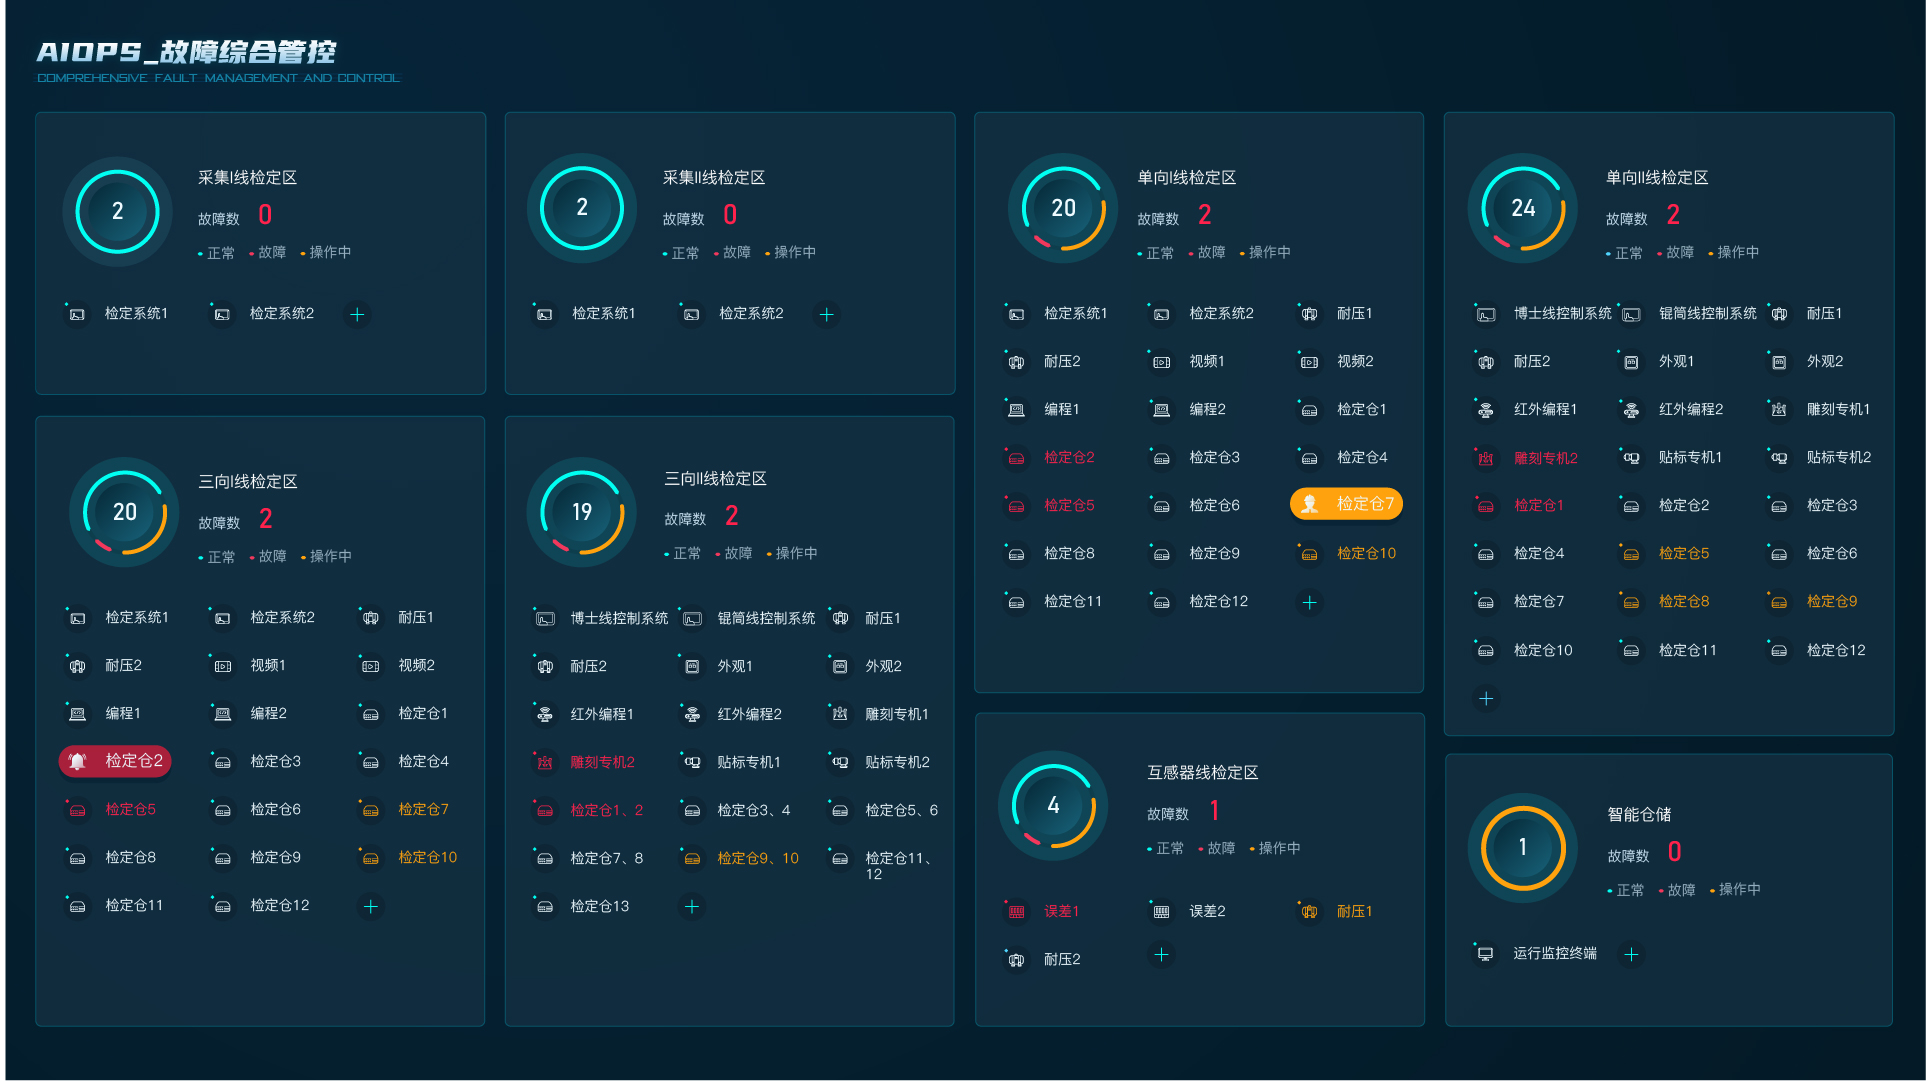 AIOPS_故障综合管控
COMPREHENSIVE FAULT MANAGEMENT AND CONTROL
2
采集I线检定区
故障数 0
正常 故障 操作中
检定系统1 检定系统2
2
采集II线检定区
故障数 0
正常 故障 操作中
检定系统1 检定系统2
20
单向I线检定区
故障数 2
正常 故障 操作中
检定系统1 检定系统2 耐压1
耐压2 视频1 视频2
编程1 编程2 检定仓1
检定仓2 检定仓3 检定仓4
检定仓5 检定仓6 检定仓7
检定仓8 检定仓9 检定仓10
检定仓11 检定仓12
24
单向II线检定区
故障数 2
正常 故障 操作中
博士线控制系统 锟筒线控制系统 耐压1
耐压2 外观1 外观2
红外编程1 红外编程2 雕刻专机1
雕刻专机2 贴标专机1 贴标专机2
检定仓1 检定仓2 检定仓3
检定仓4 检定仓5 检定仓6
检定仓7 检定仓8 检定仓9
检定仓10 检定仓11 检定仓12
20
三向I线检定区
故障数 2
正常 故障 操作中
检定系统1 检定系统2 耐压1
耐压2 视频1 视频2
编程1 编程2 检定仓1
检定仓2 检定仓3 检定仓4
检定仓5 检定仓6 检定仓7
检定仓8 检定仓9 检定仓10
检定仓11 检定仓12
19
三向II线检定区
故障数 2
正常 故障 操作中
博士线控制系统 锟筒线控制系统 耐压1
耐压2 外观1 外观2
红外编程1 红外编程2 雕刻专机1
雕刻专机2 贴标专机1 贴标专机2
检定仓1、2 检定仓3、4 检定仓5、6
检定仓7、8 检定仓9、10 检定仓11、
12
检定仓13
4
互感器线检定区
故障数 1
正常 故障 操作中
误差1 误差2 耐压1
耐压2
1
智能仓储
故障数 0
正常 故障 操作中
运行监控终端